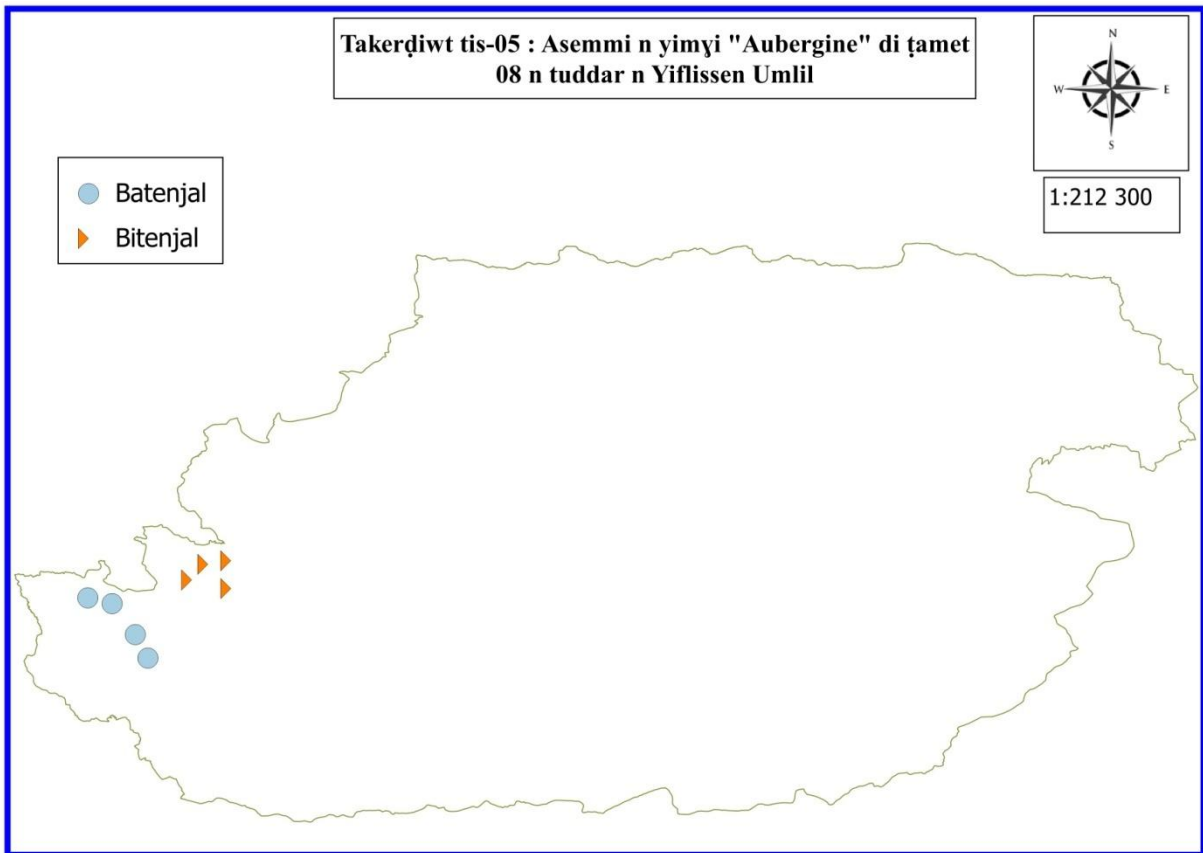 Takerḍiwt tis-05 : Asemmi n yimɣi "Aubergine" di ṭamet
08 n tuddar n Yiflissen Umlil
N
W
E
S
1:212 300
Batenjal
Bitenjal